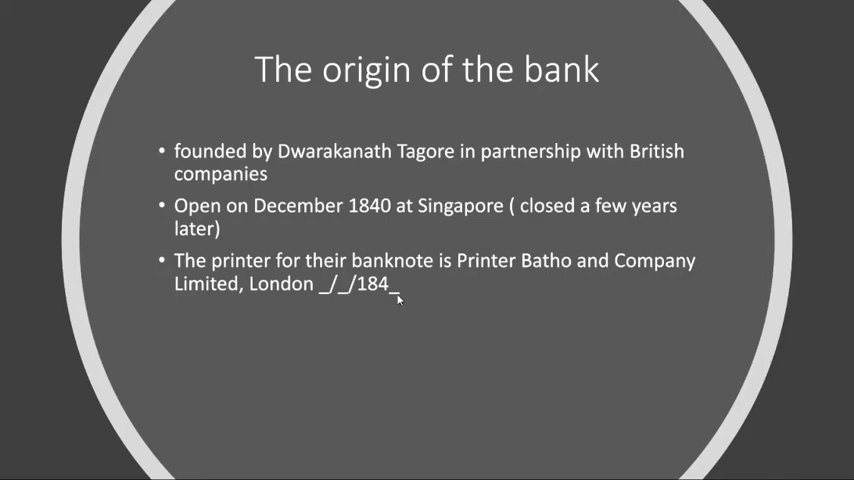 The origin of the bank
• founded by Dwarakanath Tagore in partnership with British
companies
• Open on December 1840 at Singapore ( closed a few years
later)
• The printer for their banknote is Printer Batho and Company
Limited, London _/_/184_